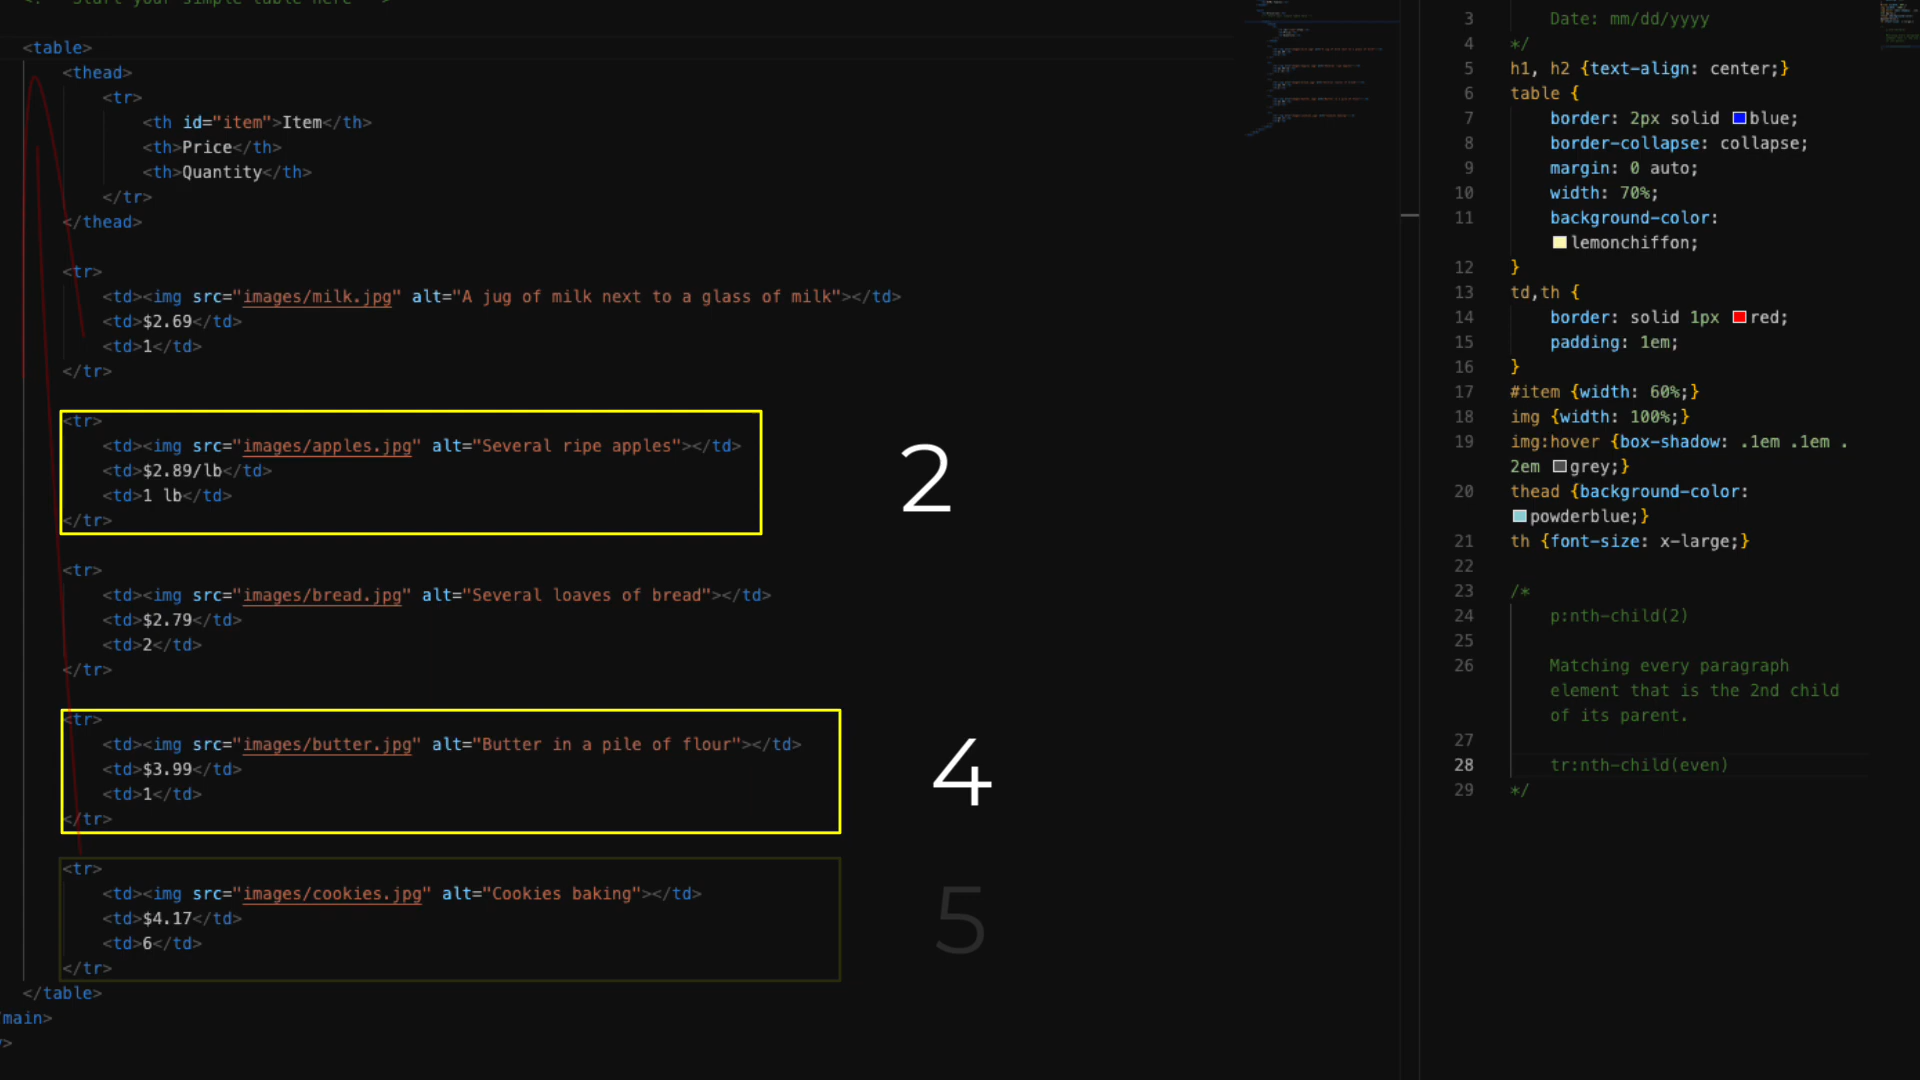 <!-- Start your simple table here -->
<table>
<thead>
<tr>
<th id="item">Item</th>
<th>Price</th>
<th>Quantity</th>
</tr>
</thead>
<tr>
<td><img src="images/milk.jpg" alt="A jug of milk next to a glass of milk"></td>
<td>$2.69</td>
<td>1</td>
</tr>
<tr>
<td><img src="images/apples.jpg" alt="Several ripe apples"></td>
<td>$2.89/lb</td>
<td>1 lb</td>
</tr>
2
<tr>
<td><img src="images/bread.jpg" alt="Several loaves of bread"></td>
<td>$2.79</td>
<td>2</td>
</tr>
<tr>
<td><img src="images/butter.jpg" alt="Butter in a pile of flour"></td>
<td>$3.99</td>
<td>1</td>
</tr>
4
<tr>
<td><img src="images/cookies.jpg" alt="Cookies baking"></td>
<td>$4.17</td>
<td>6</td>
</tr>
5
</table>
main>
>
3 Date: mm/dd/yyyy
4 */
5 h1, h2 {text-align: center;}
6 table {
7 border: 2px solid blue;
8 border-collapse: collapse;
9 margin: 0 auto;
10 width: 70%;
11 background-color:
lemonchiffon;
12 }
13 td,th {
14 border: solid 1px red;
15 padding: 1em;
16 }
17 #item {width: 60%;}
18 img {width: 100%;}
19 img:hover {box-shadow: .1em .1em .
2em grey;}
20 thead {background-color:
powderblue;}
21 th {font-size: x-large;}
22
23 /*
24 p:nth-child(2)
25
26 Matching every paragraph
element that is the 2nd child
of its parent.
27
28 tr:nth-child(even)
29 */